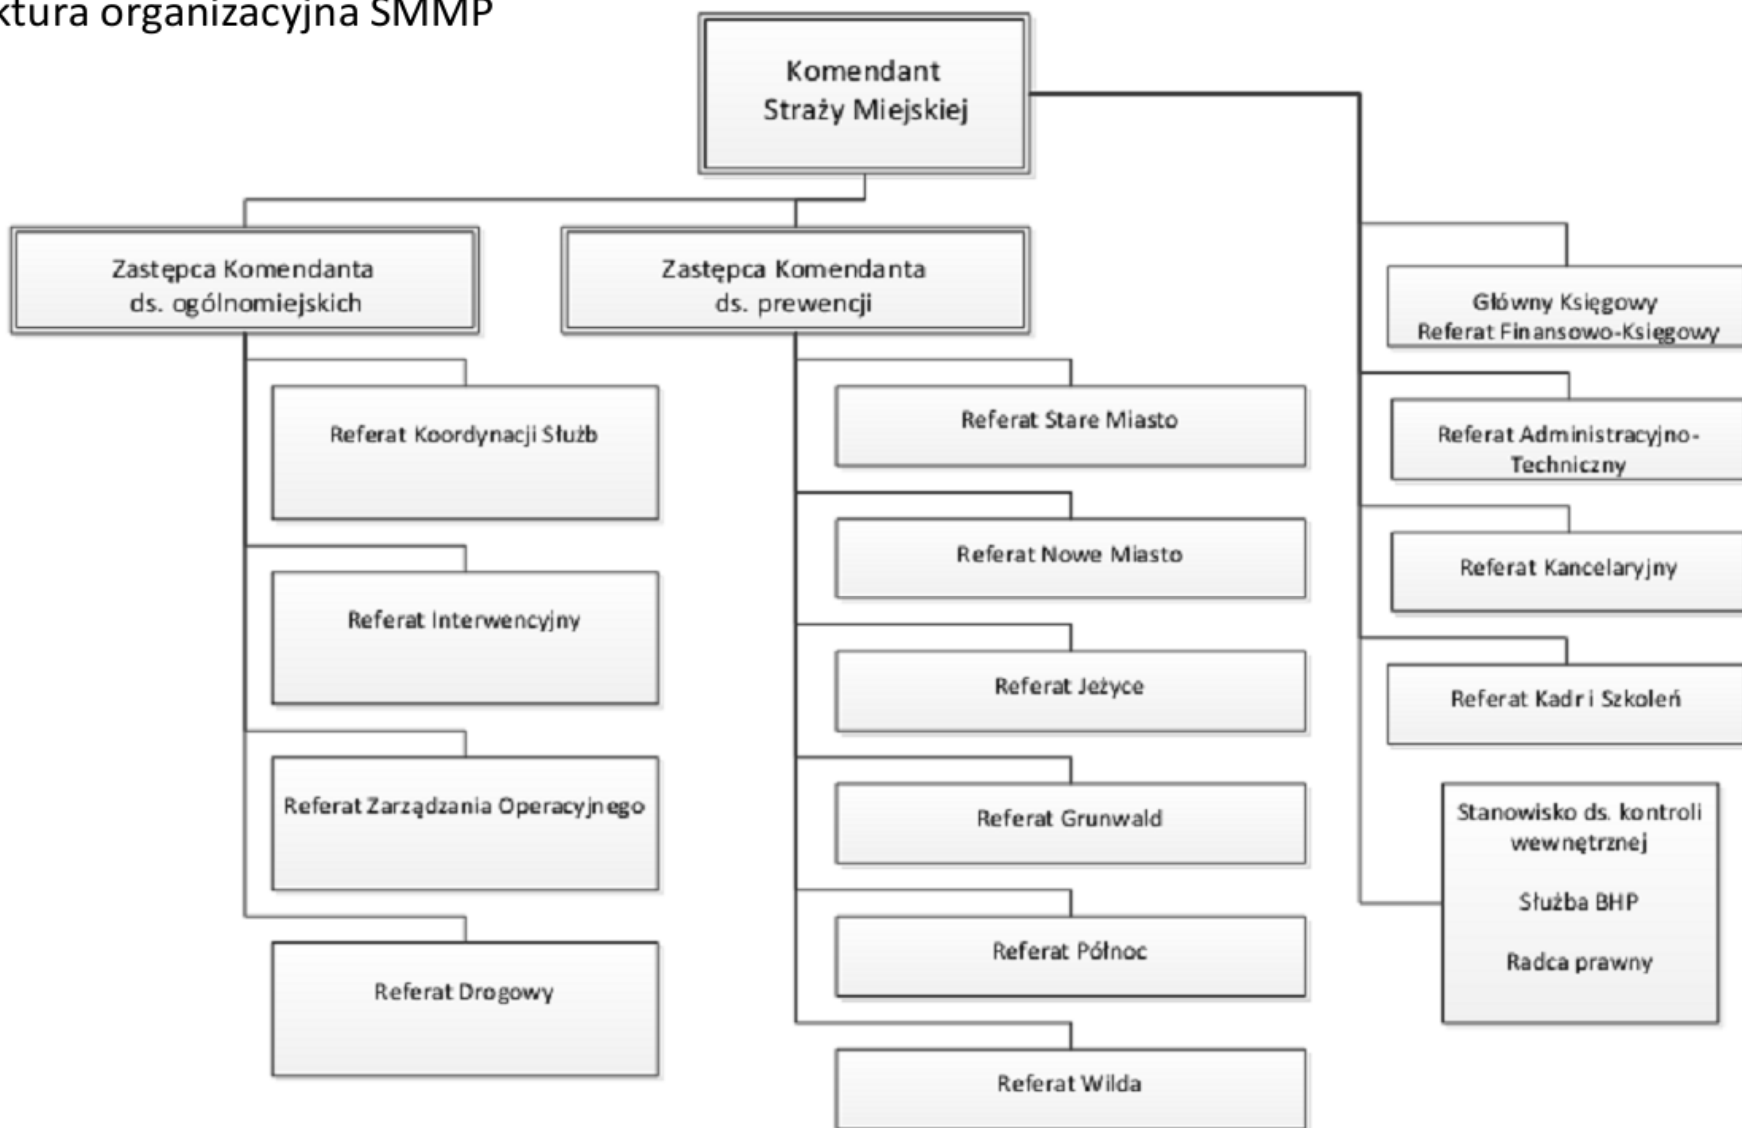 ktura organizacyjna SMMP
Komendant
Straży Miejskiej
Zastępca Komendanta
ds. ogólnomiejskich
Zastępca Komendanta
ds. prewencji
Główny Księgowy
Referat Finansowo-Księgowy
Referat Koordynacji Służb
Referat Interwencyjny
Referat Zarządzania Operacyjnego
Referat Drogowy
Referat Stare Miasto
Referat Nowe Miasto
Referat Jeżyce
Referat Grunwald
Referat Północ
Referat Wilda
Referat Administracyjno-
Techniczny
Referat Kancelaryjny
Referat Kadr i Szkoleń
Stanowisko ds. kontroli
wewnętrznej
Służba BHP
Radca prawny